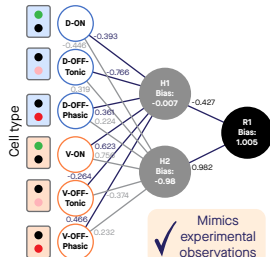 Cell type
D-ON
D-OFF-
Tonic
D-OFF-
Phasic
V-ON
V-OFF-
Tonic
V-OFF-
Phasic
-0.393
-0.446
-0.766
0.319
0.361
0.224
0.623
-0.264
-0.374
0.466
0.232
H1
Bias:
-0.007
H2
Bias:
-0.98
-0.427
0.982
R1
Bias:
1.005
Mimics
experimental
observations